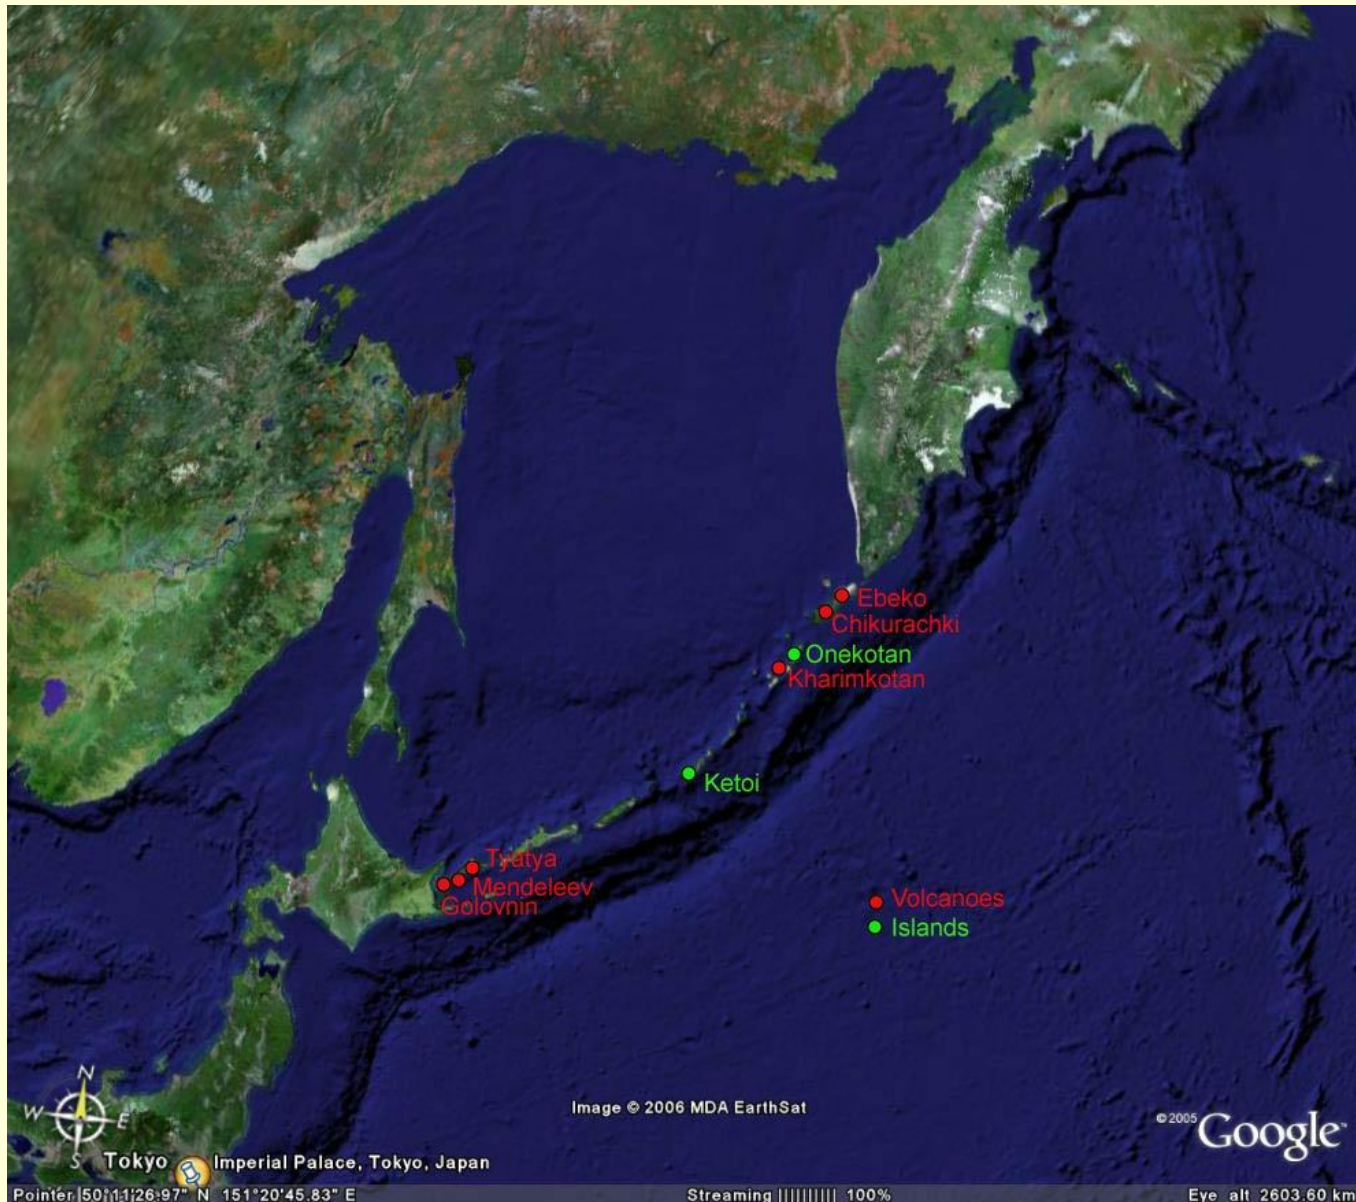 Ebeko
Chikurachki
Onekotan
Kharimkotan
Ketoi
Tyatya
Mendeleev
Golovnin
Volcanoes
Islands
N
W E
S
Image © 2006 MDA EarthSat
© 2005 Google™
Tokyo Imperial Palace, Tokyo, Japan
Pointer 50°11'26.97" N 151°20'45.83" E Streaming |||||||||| 100% Eye alt 2603.60 km